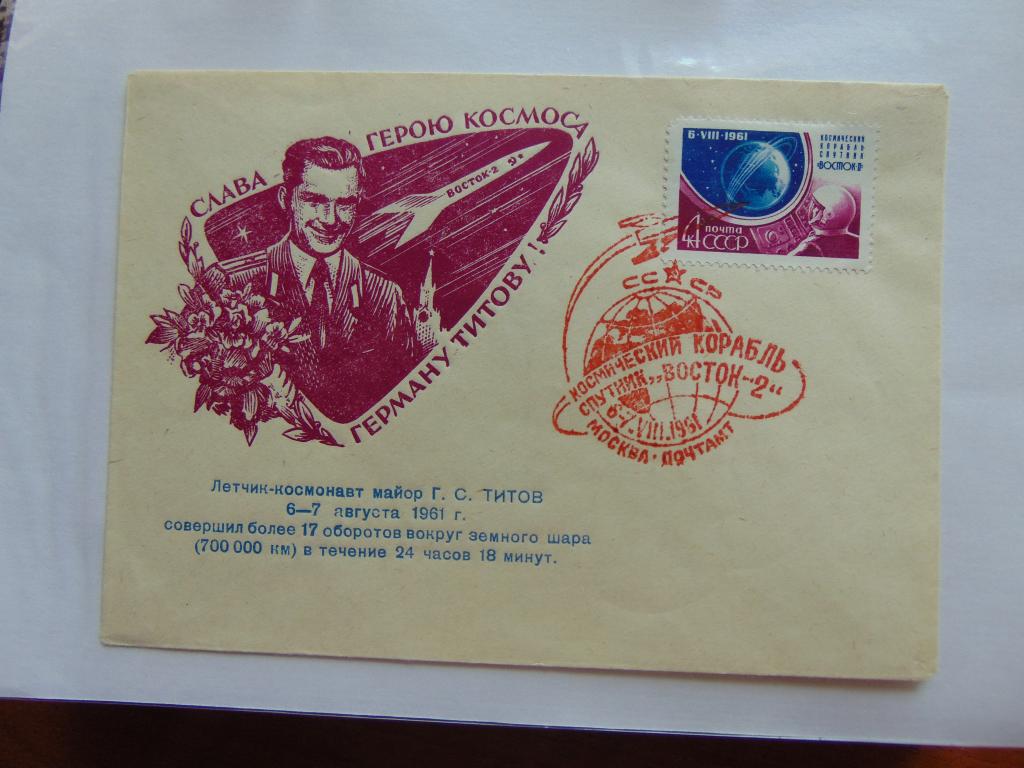 СЛАВА ГЕРОЮ КОСМОСА
ГЕРМАНУ ТИТОВУ!
ВОСТОК-2
6·VIII·1961
КОСМИЧЕСКИЙ
КОРАБЛЬ
СПУТНИК
"ВОСТОК-2"
4К
почта
СССР
СССР
КОСМИЧЕСКИЙ КОРАБЛЬ-
СПУТНИК „ВОСТОК-2“
6-7.VIII.1961
МОСКВА·ПОЧТАМТ
Летчик-космонавт майор Г. С. ТИТОВ
6—7 августа 1961 г.
совершил более 17 оборотов вокруг земного шара
(700 000 км) в течение 24 часов 18 минут.